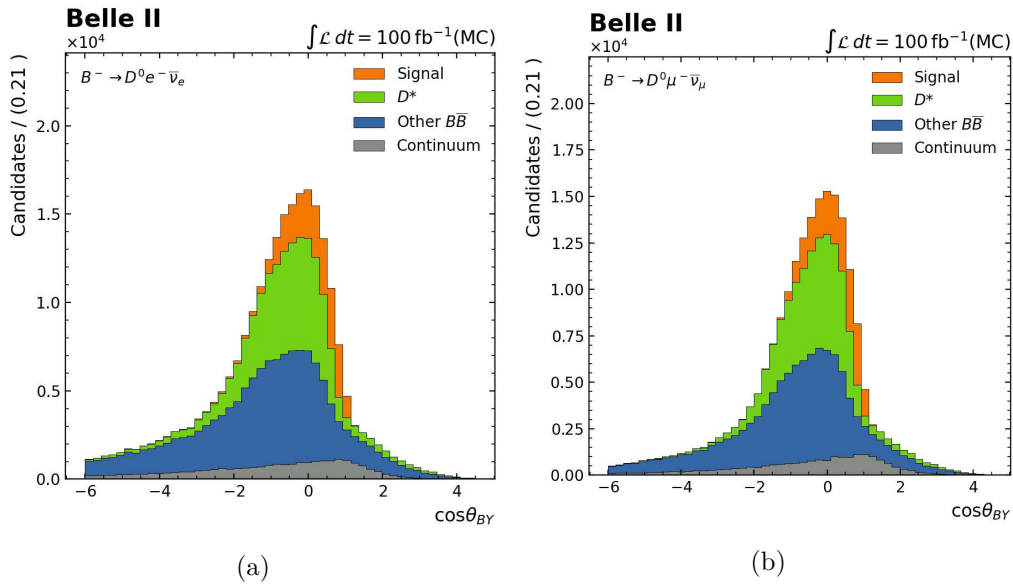 Belle II
×10⁴
∫ℒ dt = 100 fb⁻¹(MC)
B⁻ → D⁰e⁻ν̅ₑ
Signal
D*
Other BB̅
Continuum
Candidates / (0.21 )
2.0
1.5
1.0
0.5
0.0
−6 −4 −2 0 2 4
cosθ_BY
(a)
Belle II
×10⁴
∫ℒ dt = 100 fb⁻¹(MC)
B⁻ → D⁰μ⁻ν̅_μ
Signal
D*
Other BB̅
Continuum
Candidates / (0.21 )
2.00
1.75
1.50
1.25
1.00
0.75
0.50
0.25
0.00
−6 −4 −2 0 2 4
cosθ_BY
(b)